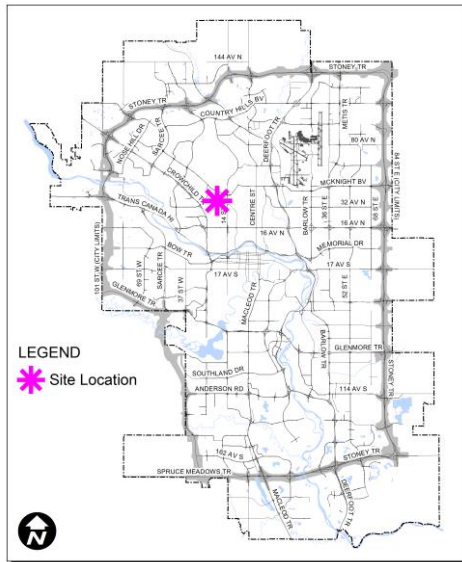 144 AV N
STONEY TR
STONEY TR
COUNTRY HILLS BV
METIS TR
NOSE HILL DR
SARCEE TR
DEERFOOT TR
80 AV N
CROWCHILD
MCKNIGHT BV
84 ST E (CITY LIMITS)
TRANS CANADA HI
14
CENTRE ST
BARLOW TR
36 ST E
32 AV N
68 ST E
16 AV N
16 AV N
MEMORIAL DR
BOW TR
17 AV S
17 AV S
101 ST W (CITY LIMITS)
69 ST W
SARCEE TR
37 ST W
MACLEOD TR
52 ST E
GLENMORE TR
BARLOW TR
GLENMORE TR
LEGEND
Site Location
SOUTHLAND DR
ANDERSON RD
114 AV S
STONEY TR
162 AV S
STONEY TR
SPRUCE MEADOWS TR
MACLEOD TR
DEERFOOT TR
N